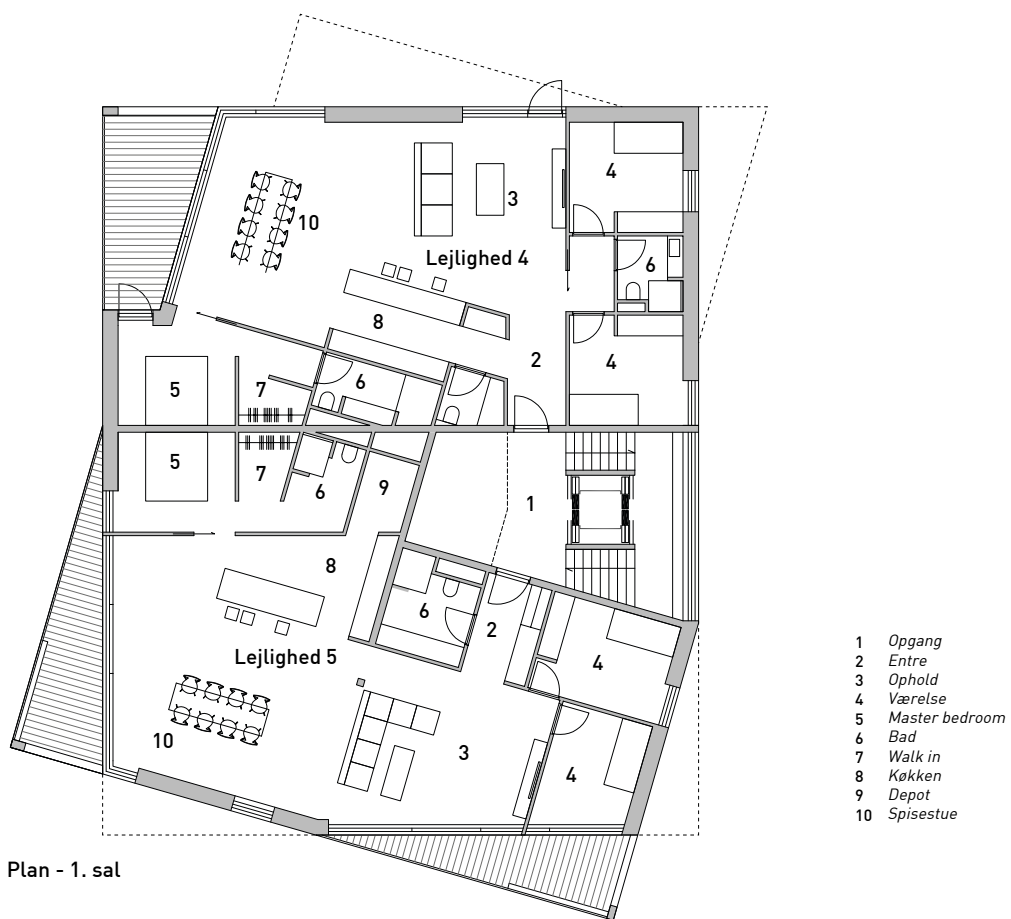 4
3
10
Lejlighed 4
6
8
2
4
6
5
7
5
7
6
9
1
8
6
2
Lejlighed 5
4
10
3
4
1 Opgang
2 Entre
3 Ophold
4 Værelse
5 Master bedroom
6 Bad
7 Walk in
8 Køkken
9 Depot
10 Spisestue
Plan - 1. sal